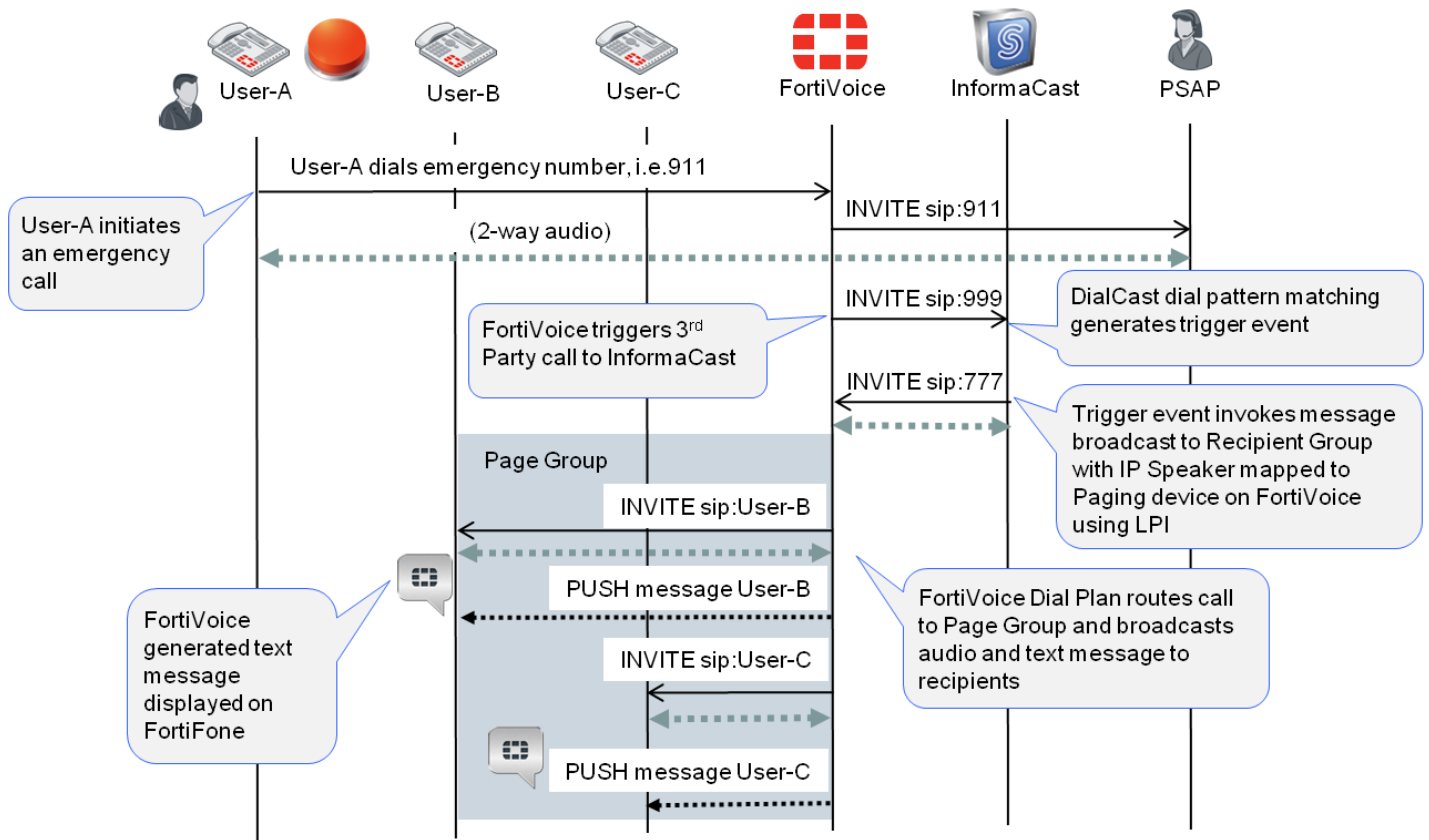 User-A
User-B
User-C
FortiVoice
InformaCast
PSAP
User-A dials emergency number, i.e.911
User-A initiates
an emergency
call
INVITE sip:911
(2-way audio)
INVITE sip:999
DialCast dial pattern matching
generates trigger event
FortiVoice triggers 3rd
Party call to InformaCast
INVITE sip:777
Trigger event invokes message
broadcast to Recipient Group
with IP Speaker mapped to
Paging device on FortiVoice
using LPI
Page Group
INVITE sip:User-B
PUSH message User-B
FortiVoice
generated text
message
displayed on
FortiFone
FortiVoice Dial Plan routes call
to Page Group and broadcasts
audio and text message to
recipients
INVITE sip:User-C
PUSH message User-C